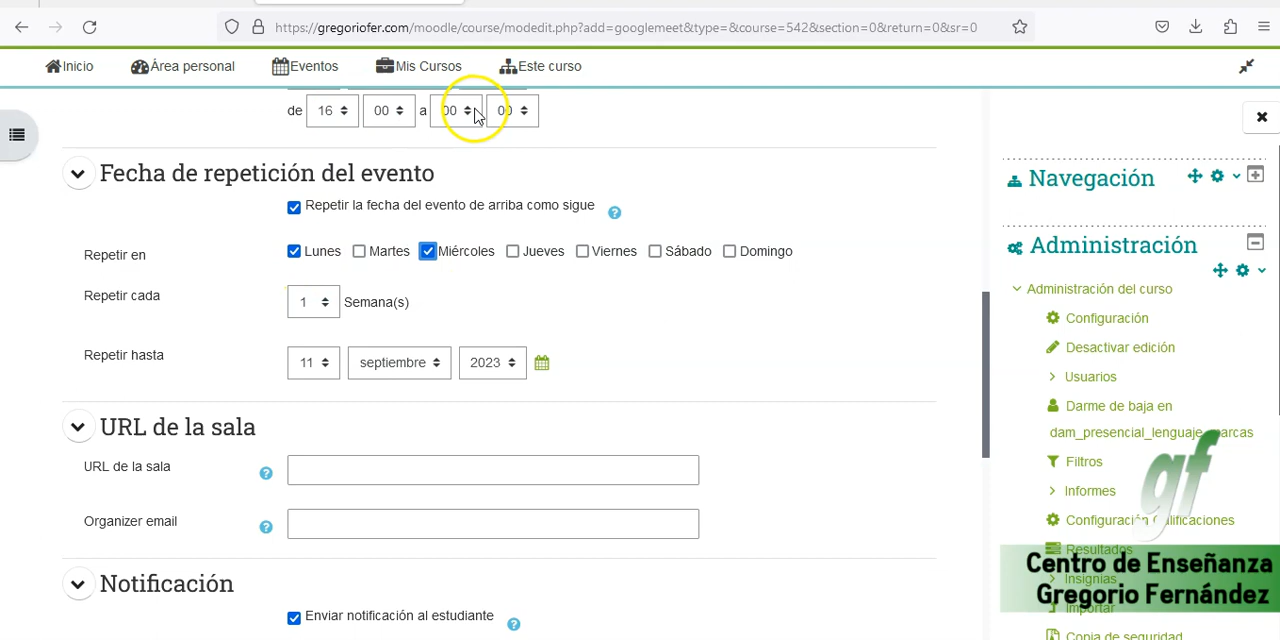 https://gregoriofer.com/moodle/course/modedit.php?add=googlemeet&type=&course=542&section=0&return=0&sr=0
Inicio Área personal Eventos Mis Cursos Este curso
de 16 00 a 00 00
Fecha de repetición del evento
Repetir la fecha del evento de arriba como sigue
Repetir en Lunes Martes Miércoles Jueves Viernes Sábado Domingo
Repetir cada 1 Semana(s)
Repetir hasta 11 septiembre 2023
URL de la sala
URL de la sala
Organizer email
Notificación
Enviar notificación al estudiante
Navegación
Administración
Administración del curso
Configuración
Desactivar edición
Usuarios
Darme de baja en
dam_presencial_lenguaje_marcas
Filtros
Informes
Configuración Calificaciones
Resultados
Insignias
Importar
Copia de seguridad
gf
Centro de Enseñanza
Gregorio Fernández